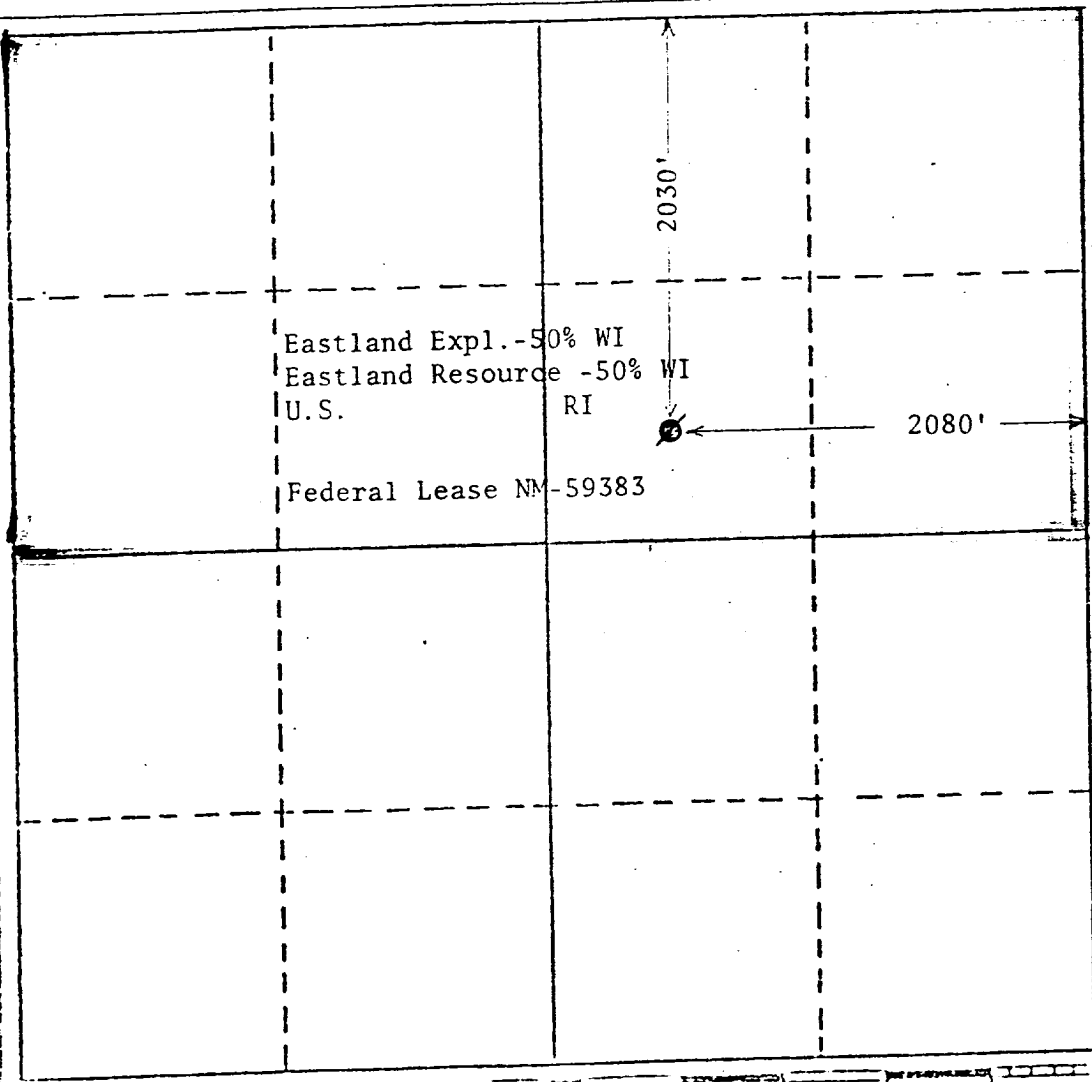 2030'
Eastland Expl.-50% WI
Eastland Resource -50% WI
U.S. RI
2080'
Federal Lease NM-59383